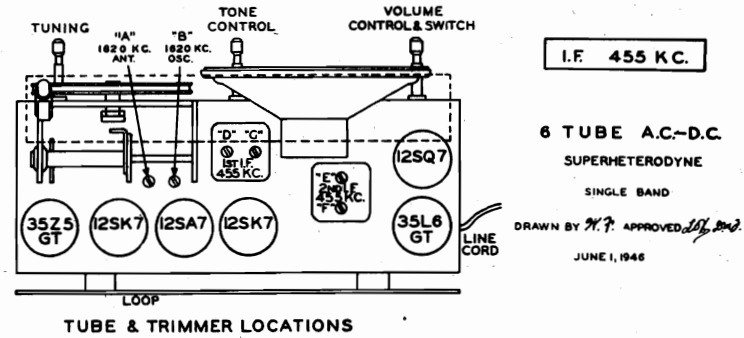 TUNING
"A"
1620 KC.
ANT.
"B"
1620 KC.
OSC.
TONE
CONTROL
VOLUME
CONTROL & SWITCH
"D" "C"
1ST I.F.
455 KC.
"E"
2ND I.F.
455 KC.
"F"
12SQ7
35Z5
GT
12SK7
12SA7
12SK7
35L6
GT
LINE
CORD
LOOP
TUBE & TRIMMER LOCATIONS
I.F. 455 KC.
6 TUBE A.C.-D.C.
SUPERHETERODYNE
SINGLE BAND
DRAWN BY H.F. APPROVED
JUNE 1, 1946